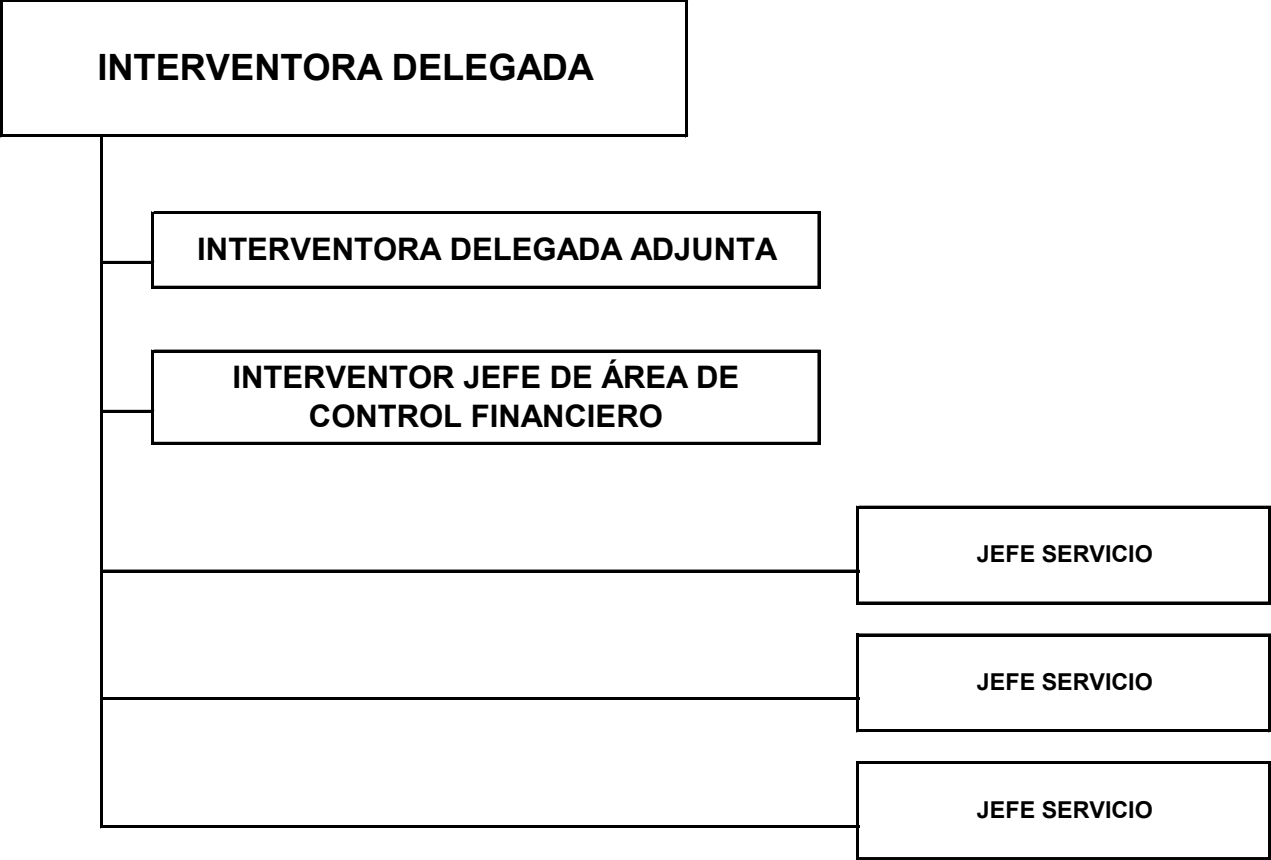 INTERVENTORA DELEGADA
INTERVENTORA DELEGADA ADJUNTA
INTERVENTOR JEFE DE ÁREA DE
CONTROL FINANCIERO
JEFE SERVICIO
JEFE SERVICIO
JEFE SERVICIO